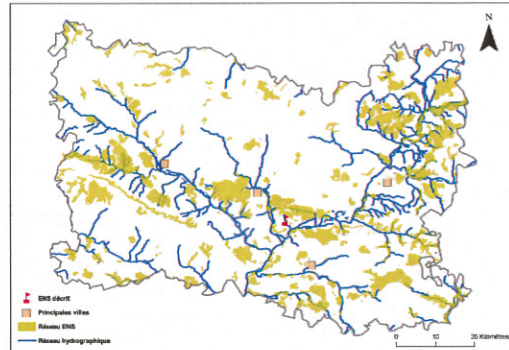 N
ENS décrit
Principales villes
Réseau ENS
Réseau hydrographique
0 10 20 Kilomètres